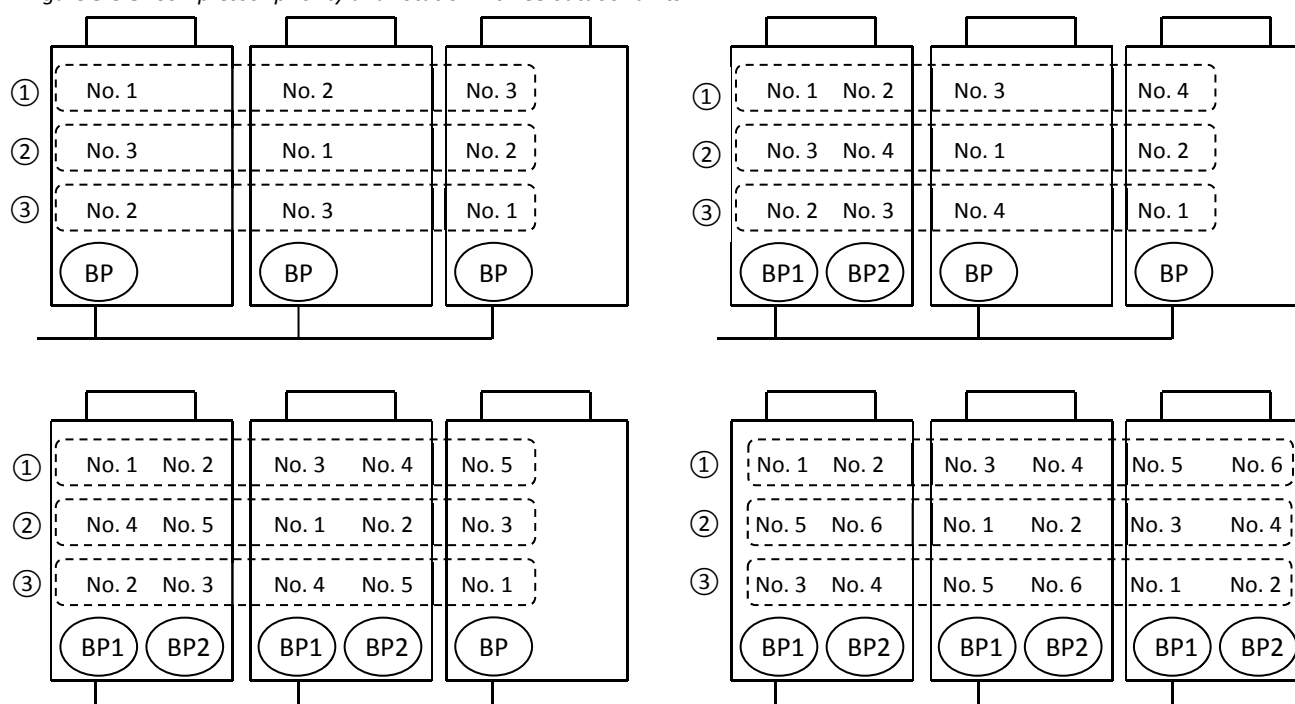 Compressor priority and rotation three outdoor units
① No. 1 No. 2 No. 3
② No. 3 No. 1 No. 2
③ No. 2 No. 3 No. 1
BP BP BP
① No. 1 No. 2 No. 3 No. 4
② No. 3 No. 4 No. 1 No. 2
③ No. 2 No. 3 No. 4 No. 1
BP1 BP2 BP BP
① No. 1 No. 2 No. 3 No. 4 No. 5
② No. 4 No. 5 No. 1 No. 2 No. 3
③ No. 2 No. 3 No. 4 No. 5 No. 1
BP1 BP2 BP1 BP2 BP
① No. 1 No. 2 No. 3 No. 4 No. 5 No. 6
② No. 5 No. 6 No. 1 No. 2 No. 3 No. 4
③ No. 3 No. 4 No. 5 No. 6 No. 1 No. 2
BP1 BP2 BP1 BP2 BP1 BP2